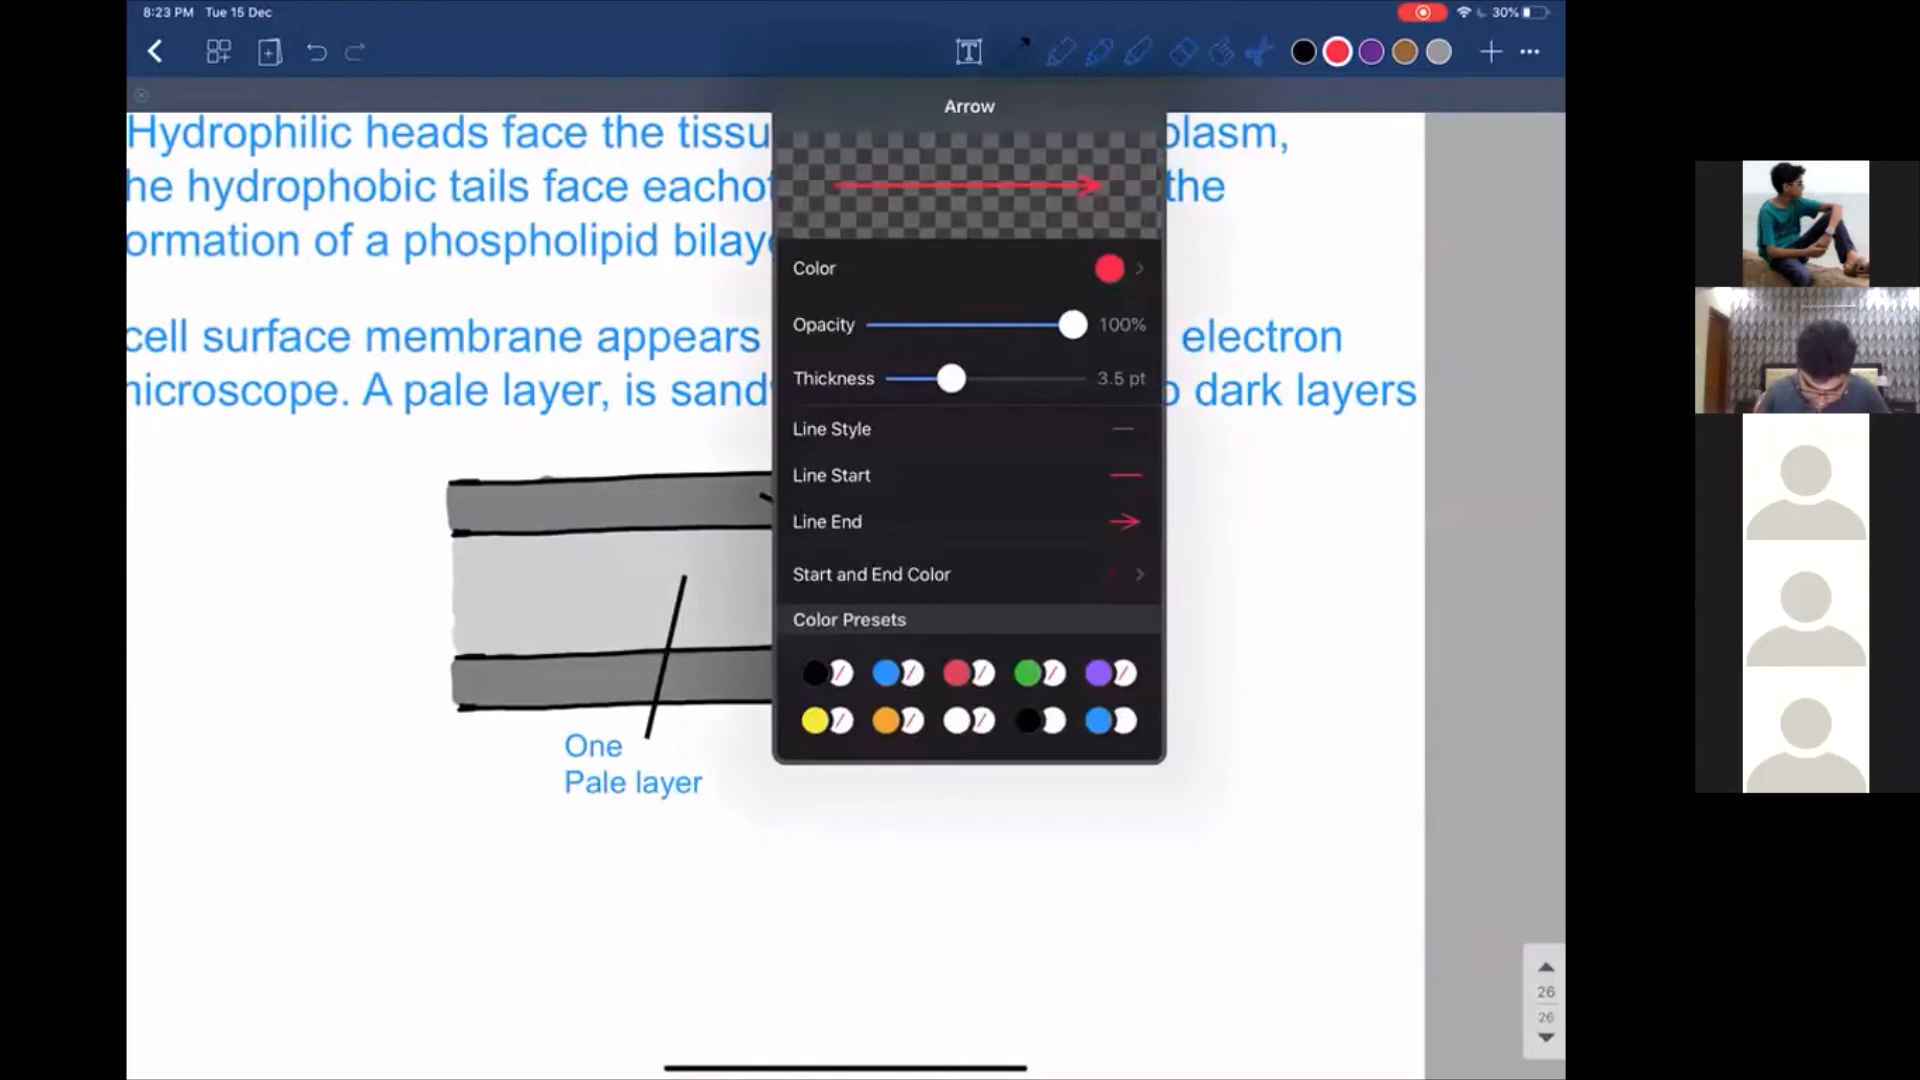 8:23 PM Tue 15 Dec
30%
Arrow
Hydrophilic heads face the tissu
plasm,
he hydrophobic tails face eachot
the
ormation of a phospholipid bilaye
Color
Opacity
100%
cell surface membrane appears
electron
Thickness
3.5 pt
microscope. A pale layer, is sandw
o dark layers
Line Style
Line Start
Line End
Start and End Color
Color Presets
One
Pale layer
26
26